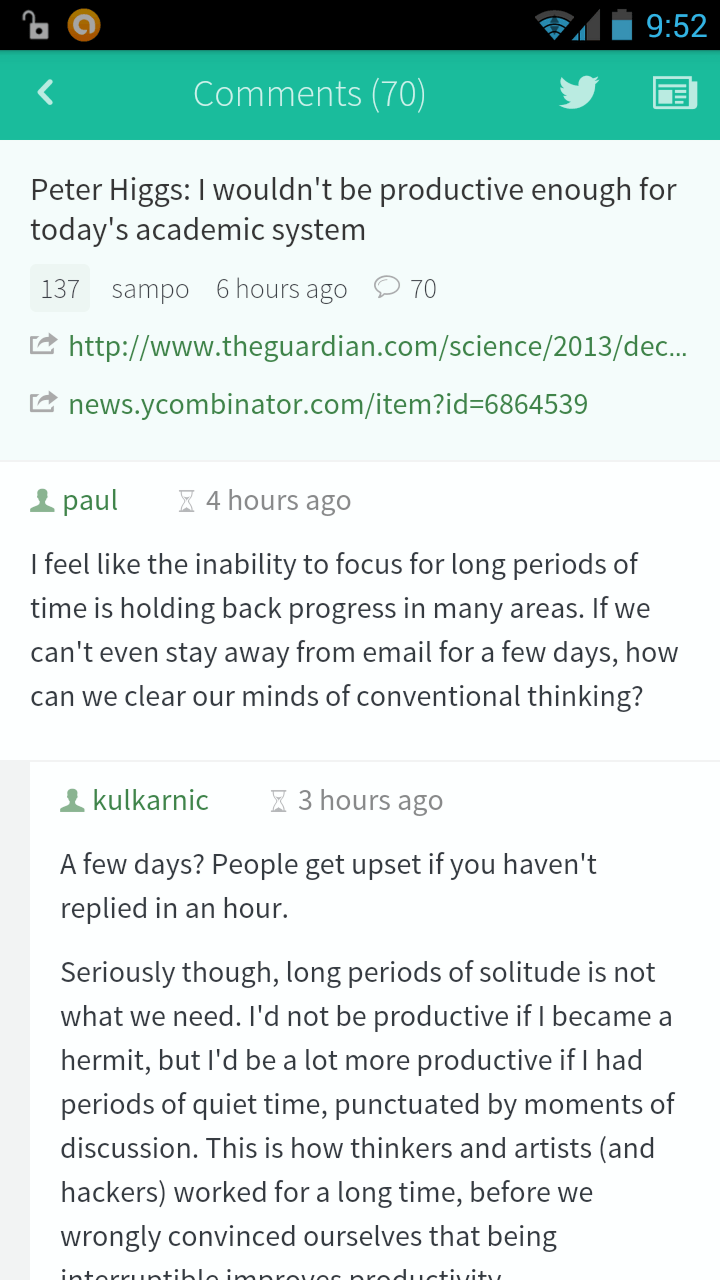 9:52
Comments (70)
Peter Higgs: I wouldn't be productive enough for
today's academic system
137 sampo 6 hours ago 70
http://www.theguardian.com/science/2013/dec...
news.ycombinator.com/item?id=6864539
paul 4 hours ago
I feel like the inability to focus for long periods of
time is holding back progress in many areas. If we
can't even stay away from email for a few days, how
can we clear our minds of conventional thinking?
kulkarnic 3 hours ago
A few days? People get upset if you haven't
replied in an hour.
Seriously though, long periods of solitude is not
what we need. I'd not be productive if I became a
hermit, but I'd be a lot more productive if I had
periods of quiet time, punctuated by moments of
discussion. This is how thinkers and artists (and
hackers) worked for a long time, before we
wrongly convinced ourselves that being
interruptible improves productivity.